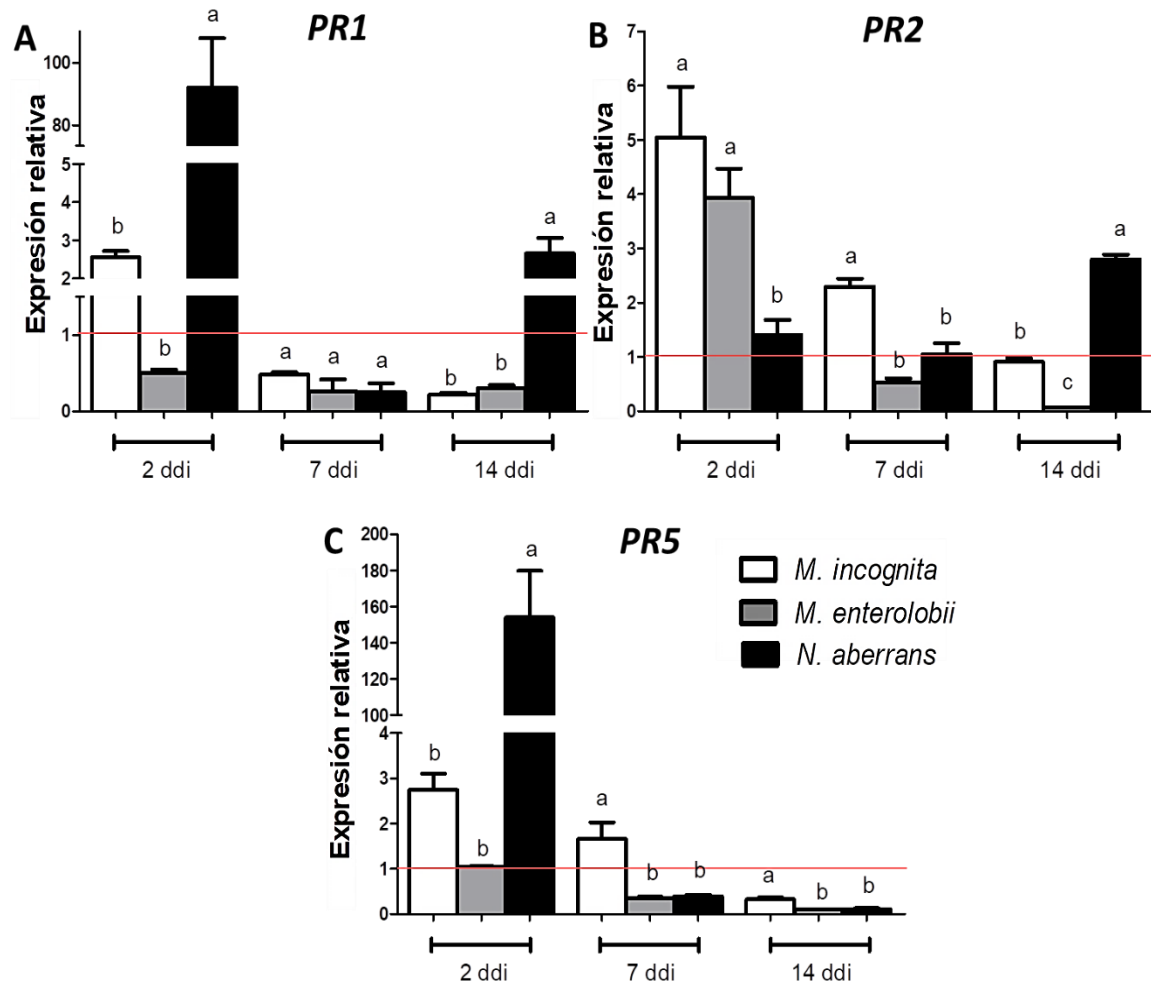 A
PR1
Expresión relativa
100
80
5
4
3
2
1
0
b
b
a
a
a
a
b
b
a
2 ddi
7 ddi
14 ddi
B
PR2
Expresión relativa
7
6
5
4
3
2
1
0
a
a
b
a
b
b
b
c
a
2 ddi
7 ddi
14 ddi
C
PR5
Expresión relativa
200
180
160
140
120
100
4
3
2
1
0
b
b
a
a
b
b
a
b
b
2 ddi
7 ddi
14 ddi
M. incognita
M. enterolobii
N. aberrans